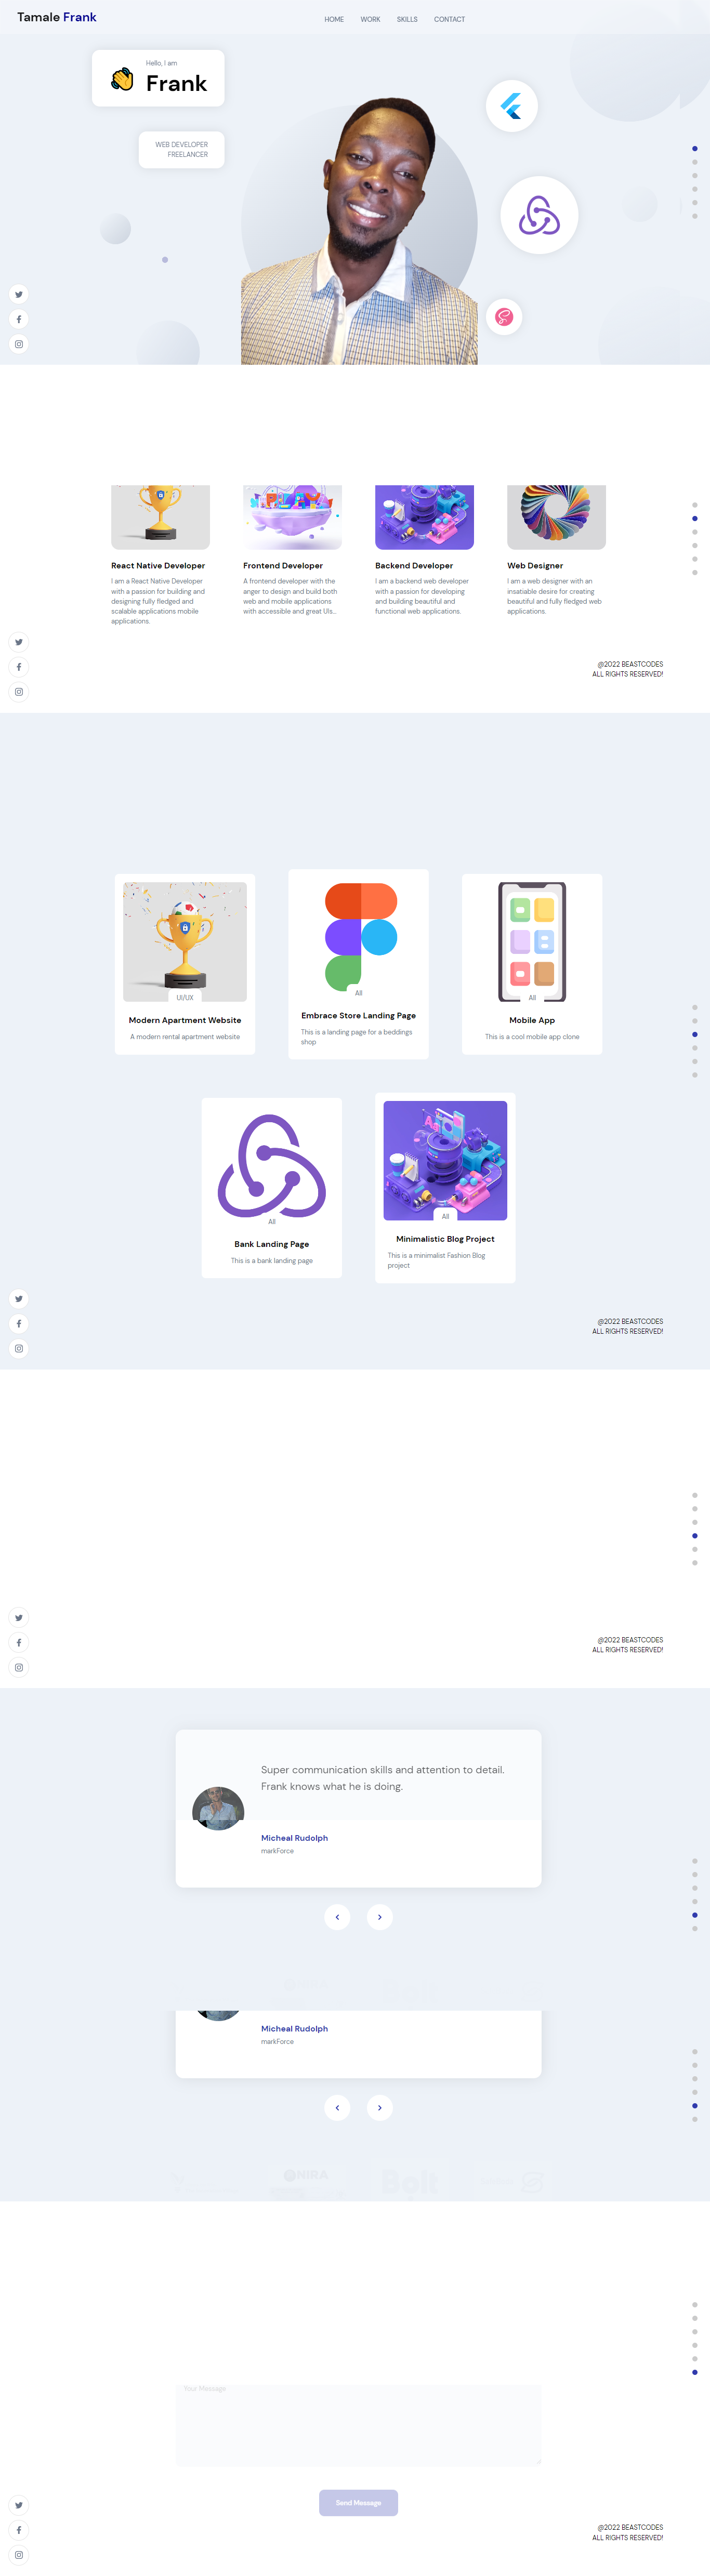 Tamale Frank
HOME
WORK
SKILLS
CONTACT
Hello, I am
Frank
WEB DEVELOPER
FREELANCER
React Native Developer
I am a React Native Developer
with a passion for building and
designing fully fledged and
scalable applications mobile
applications.
Frontend Developer
A frontend developer with the
anger to design and build both
web and mobile applications
with accessible and great UIs...
Backend Developer
I am a backend web developer
with a passion for developing
and building beautiful and
functional web applications.
Web Designer
I am a web designer with an
insatiable desire for creating
beautiful and fully fledged web
applications.
@2022 BEASTCODES
ALL RIGHTS RESERVED!
UI/UX
Modern Apartment Website
A modern rental apartment website
All
Embrace Store Landing Page
This is a landing page for a beddings
shop
All
Mobile App
This is a cool mobile app clone
All
Bank Landing Page
This is a bank landing page
All
Minimalistic Blog Project
This is a minimalist Fashion Blog
project
@2022 BEASTCODES
ALL RIGHTS RESERVED!
@2022 BEASTCODES
ALL RIGHTS RESERVED!
Super communication skills and attention to detail.
Frank knows what he is doing.
Micheal Rudolph
markForce
Micheal Rudolph
markForce
NIRA
Bolt
Your Message
Send Message
@2022 BEASTCODES
ALL RIGHTS RESERVED!